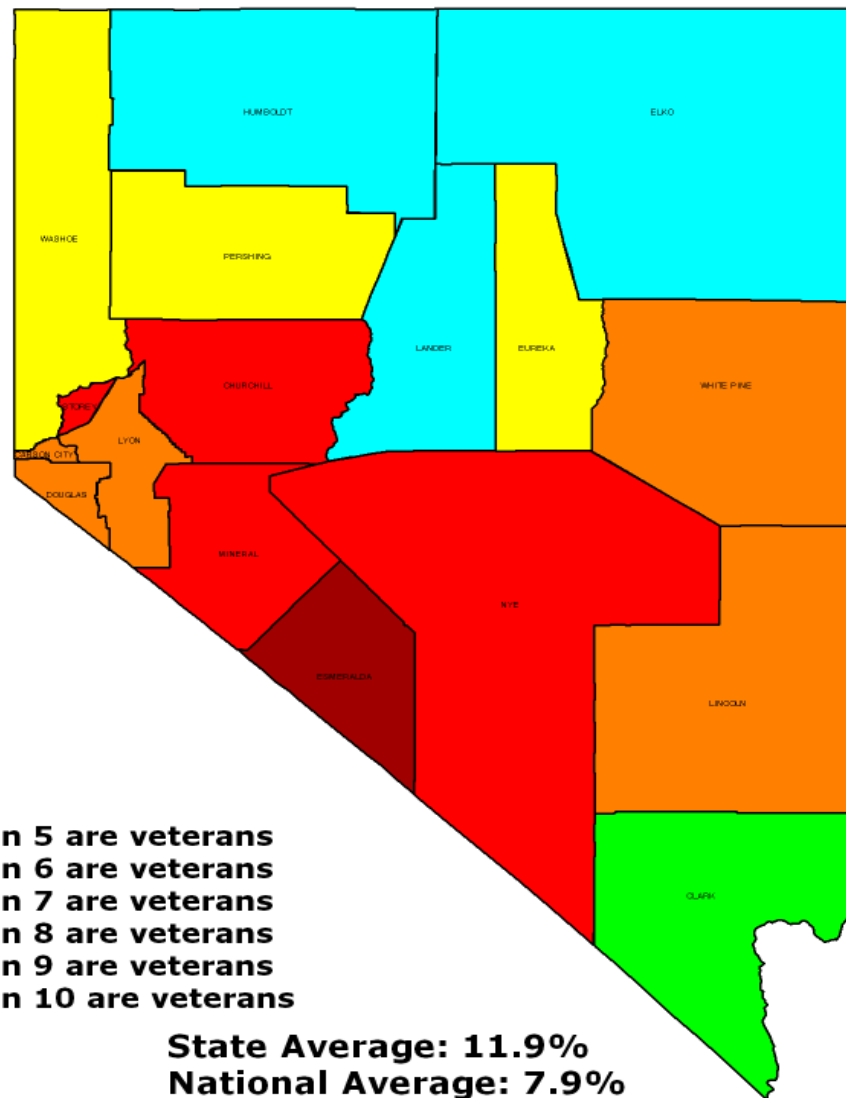 HUMBOLDT
ELKO
WASHOE
PERSHING
LANDER
EUREKA
CHURCHILL
WHITE PINE
STOREY
LYON
CARSON CITY
DOUGLAS
MINERAL
NYE
ESMERALDA
LINCOLN
n 5 are veterans
n 6 are veterans
n 7 are veterans
n 8 are veterans
CLARK
n 9 are veterans
n 10 are veterans
State Average: 11.9%
National Average: 7.9%